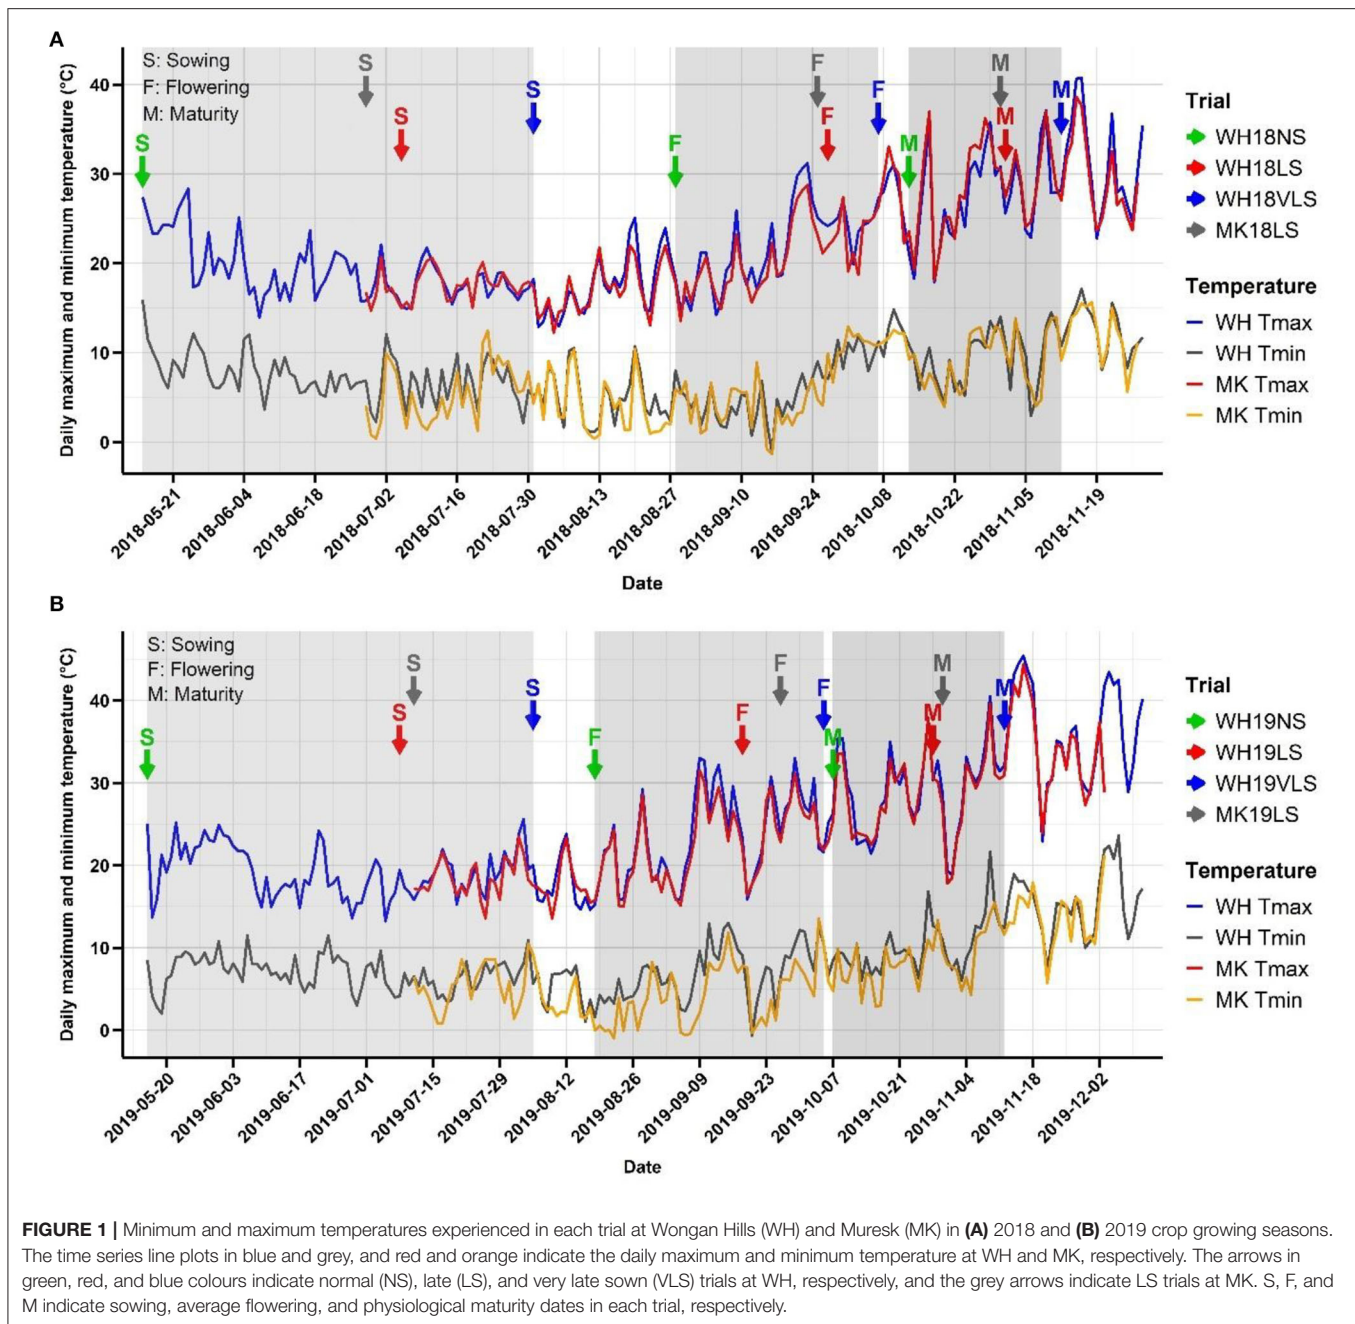 A
S: Sowing
F: Flowering
M: Maturity
S
S
S
S
F
F
F
F
M
M
M
M
Daily maximum and minimum temperature (°C)
40
30
20
10
0
2018-05-21
2018-06-04
2018-06-18
2018-07-02
2018-07-16
2018-07-30
2018-08-13
2018-08-27
2018-09-10
2018-09-24
2018-10-08
2018-10-22
2018-11-05
2018-11-19
Date
Trial
WH18NS
WH18LS
WH18VLS
MK18LS
Temperature
WH Tmax
WH Tmin
MK Tmax
MK Tmin
B
S: Sowing
F: Flowering
M: Maturity
S
S
S
S
F
F
F
F
M
M
M
M
Daily maximum and minimum temperature (°C)
40
30
20
10
0
2019-05-20
2019-06-03
2019-06-17
2019-07-01
2019-07-15
2019-07-29
2019-08-12
2019-08-26
2019-09-09
2019-09-23
2019-10-07
2019-10-21
2019-11-04
2019-11-18
2019-12-02
Date
Trial
WH19NS
WH19LS
WH19VLS
MK19LS
Temperature
WH Tmax
WH Tmin
MK Tmax
MK Tmin
FIGURE 1 | Minimum and maximum temperatures experienced in each trial at Wongan Hills (WH) and Muresk (MK) in (A) 2018 and (B) 2019 crop growing seasons.
The time series line plots in blue and grey, and red and orange indicate the daily maximum and minimum temperature at WH and MK, respectively. The arrows in
green, red, and blue colours indicate normal (NS), late (LS), and very late sown (VLS) trials at WH, respectively, and the grey arrows indicate LS trials at MK. S, F, and
M indicate sowing, average flowering, and physiological maturity dates in each trial, respectively.